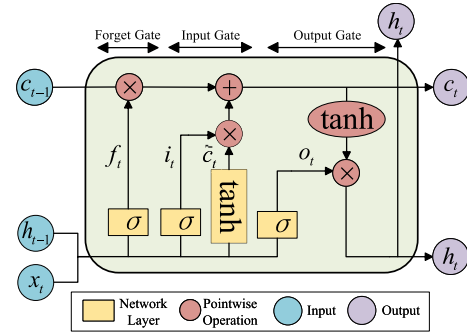 Forget Gate Input Gate Output Gate
h_t
c_{t-1} × + c_t
tanh
f_t i_t × c̃_t o_t ×
σ σ tanh σ
h_{t-1}
h_t
x_t
Network Layer Pointwise Operation Input Output